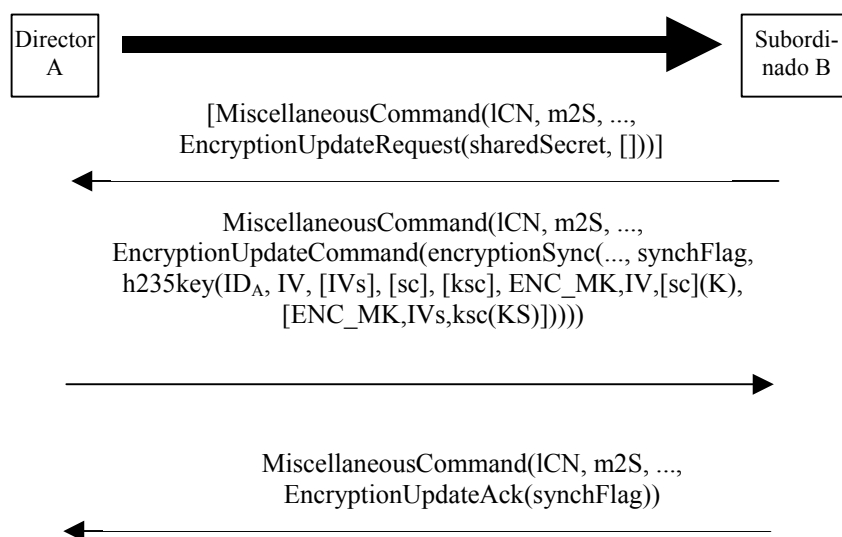 Director
A
Subordi-
nado B
[MiscellaneousCommand(lCN, m2S, ...,
EncryptionUpdateRequest(sharedSecret, []))]
MiscellaneousCommand(lCN, m2S, ...,
EncryptionUpdateCommand(encryptionSync(..., synchFlag,
h235key(ID_A, IV, [IVs], [sc], [ksc], ENC_MK,IV,[sc](K),
[ENC_MK,IVs,ksc(KS)]))))
MiscellaneousCommand(lCN, m2S, ...,
EncryptionUpdateAck(synchFlag))